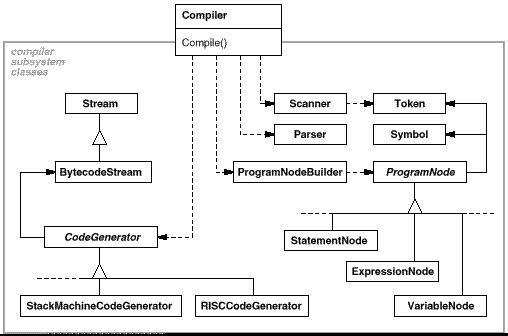 Compiler
Compile()
compiler
subsystem
classes
Stream
Scanner
Token
Parser
Symbol
BytecodeStream
ProgramNodeBuilder
ProgramNode
CodeGenerator
StatementNode
ExpressionNode
StackMachineCodeGenerator
RISCCodeGenerator
VariableNode